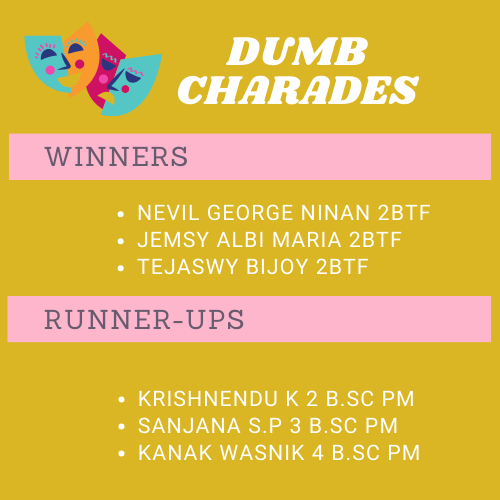 DUMB
CHARADES
WINNERS
• NEVIL GEORGE NINAN 2BTF
• JEMSY ALBI MARIA 2BTF
• TEJASWY BIJOY 2BTF
RUNNER-UPS
• KRISHNENDU K 2 B.SC PM
• SANJANA S.P 3 B.SC PM
• KANAK WASNIK 4 B.SC PM